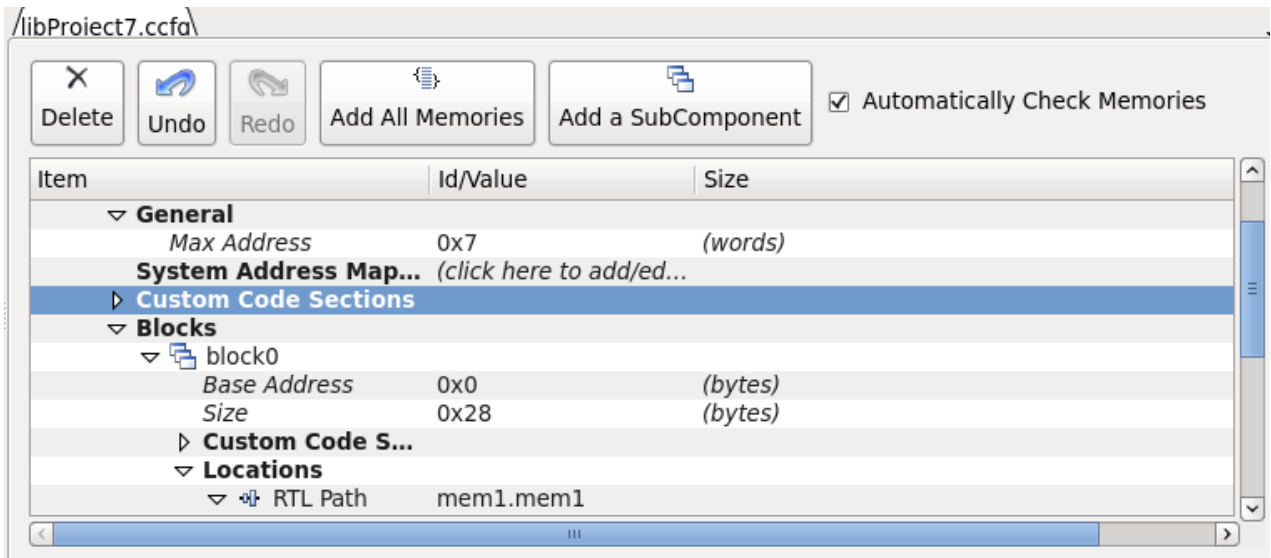 libProject7.ccfg
Delete Undo Redo Add All Memories Add a SubComponent Automatically Check Memories
Item Id/Value Size
General
Max Address 0x7 (words)
System Address Map... (click here to add/ed...
Custom Code Sections
Blocks
block0
Base Address 0x0 (bytes)
Size 0x28 (bytes)
Custom Code S...
Locations
RTL Path mem1.mem1